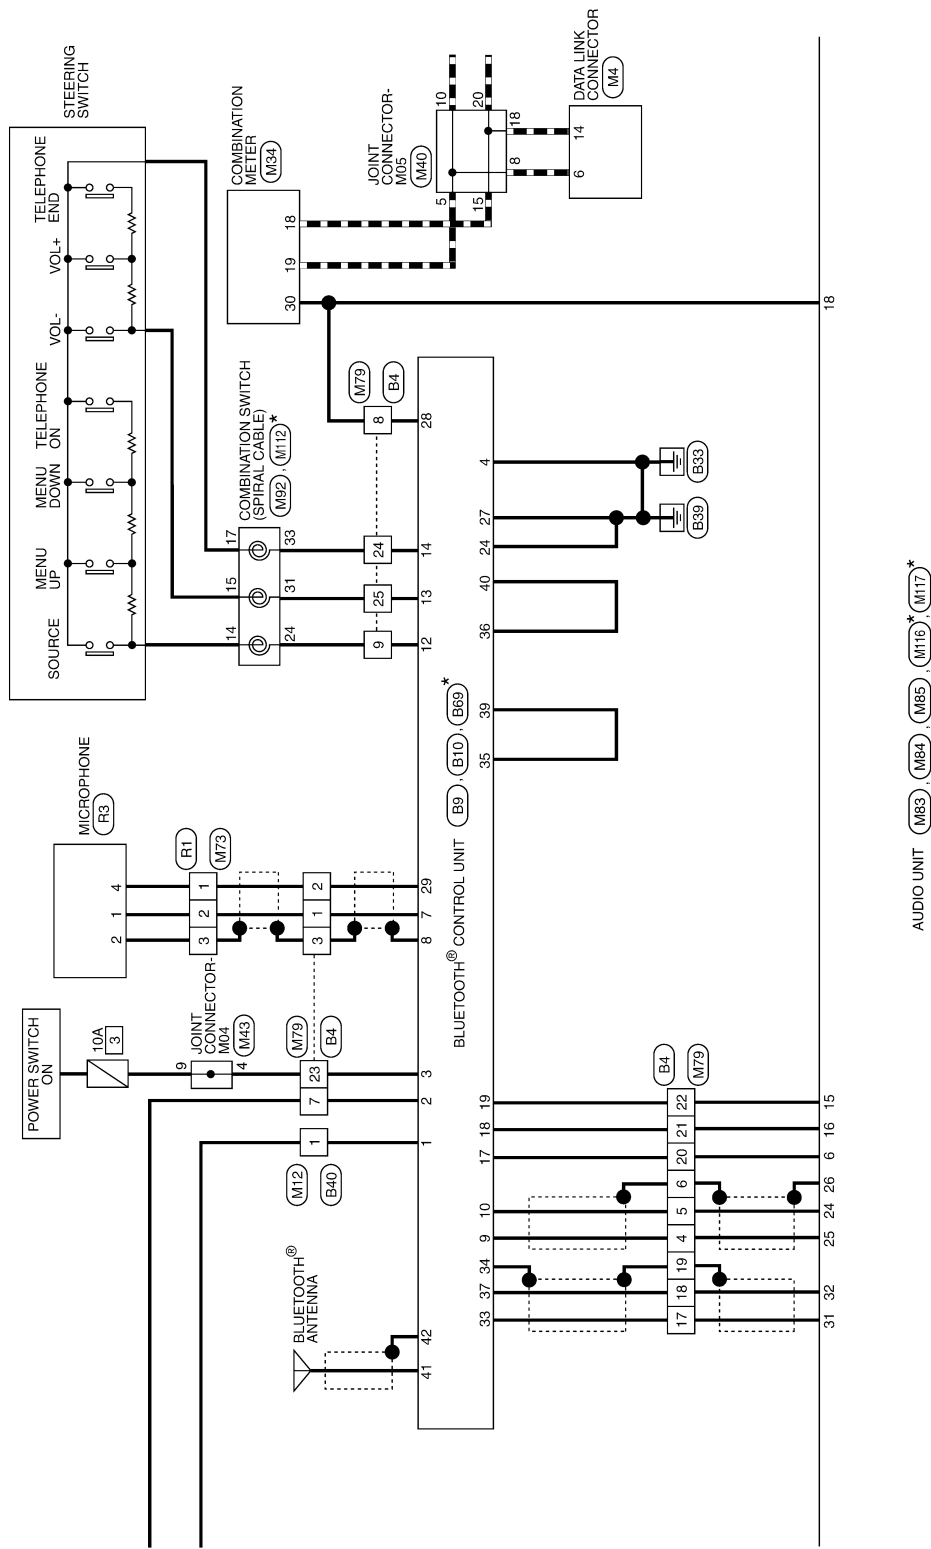 STEERING
SWITCH
SOURCE
MENU
UP
MENU
DOWN
TELEPHONE
ON
VOL-
VOL+
TELEPHONE
END
COMBINATION
METER
M34
30
19
18
JOINT
CONNECTOR-
M05
M40
5
15
10
20
8
18
DATA LINK
CONNECTOR
M4
6
14
COMBINATION SWITCH
(SPIRAL CABLE)
M92 , M112 *
14
15
17
24
31
33
M79
B4
9
25
24
8
12
13
14
28
MICROPHONE
R3
2
1
4
R1
M73
3
2
1
3
1
2
8
7
29
POWER SWITCH
ON
10A
3
JOINT
CONNECTOR-
M04
M43
9
4
M79
B4
7
23
2
3
M12
B40
1
1
BLUETOOTH®
ANTENNA
41
42
BLUETOOTH® CONTROL UNIT
B9 , B10 , B69 *
33
37
34
9
10
17
18
19
35
39
36
40
24
27
4
B39
B33
B4
M79
17
18
19
4
5
6
20
21
22
31
32
25
24
26
6
16
15
18
AUDIO UNIT
M83 , M84 , M85 , M116 * , M117 *